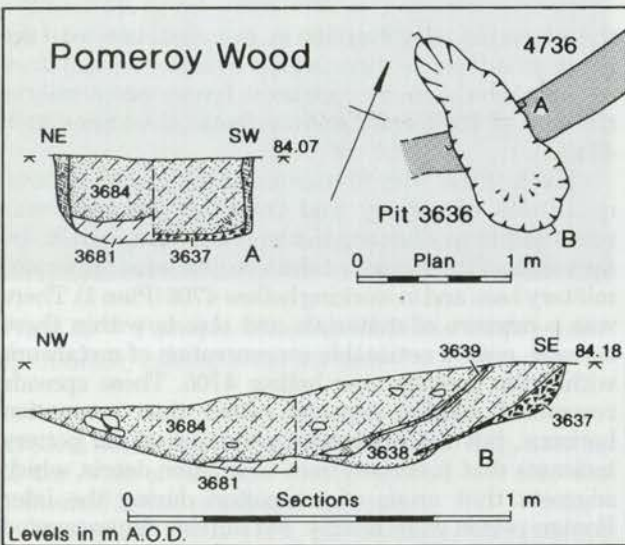 Pomeroy Wood
4736
NE SW 84.07
A
3684
Pit 3636
3681 3637 A
B
0 Plan 1 m
NW SE
3639 84.18
3684
3637
3638
B
3681
0 Sections 1 m
Levels in m A.O.D.